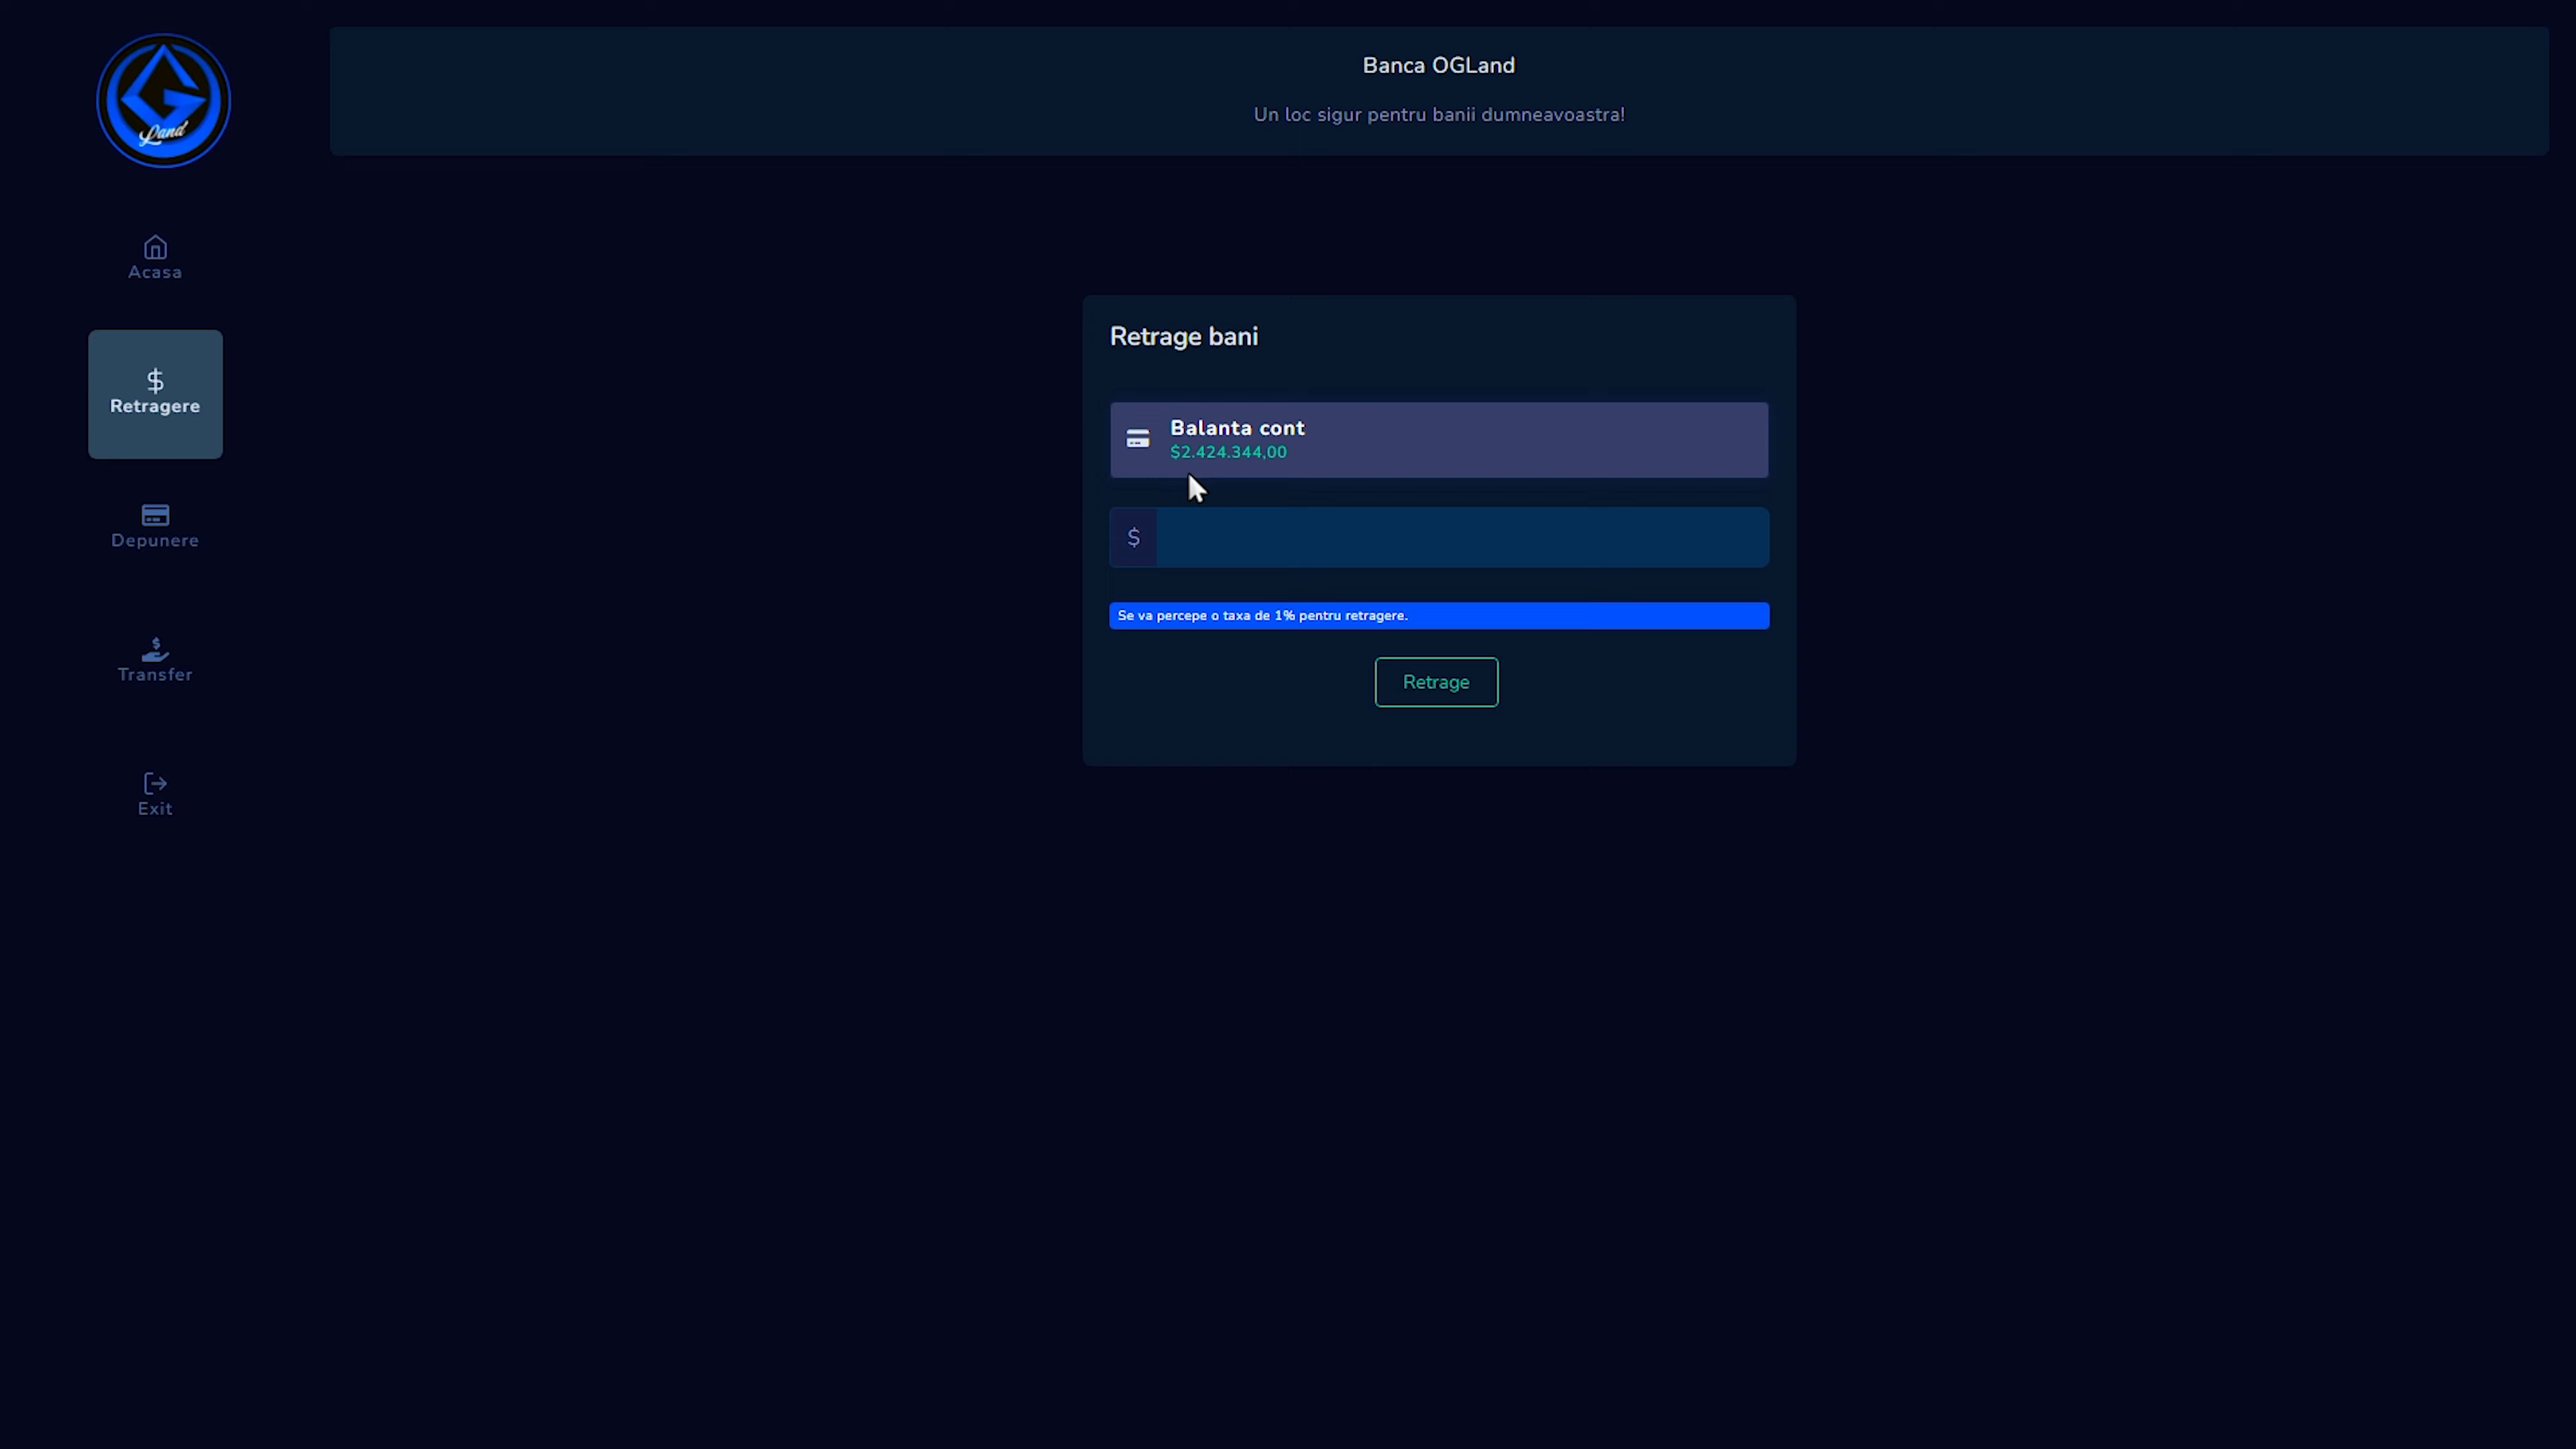 Land
Banca OGLand
Un loc sigur pentru banii dumneavoastra!
Acasa
$
Retragere
Depunere
Transfer
Exit
Retrage bani
Balanta cont
$2.424.344,00
$
Se va percepe o taxa de 1% pentru retragere.
Retrage